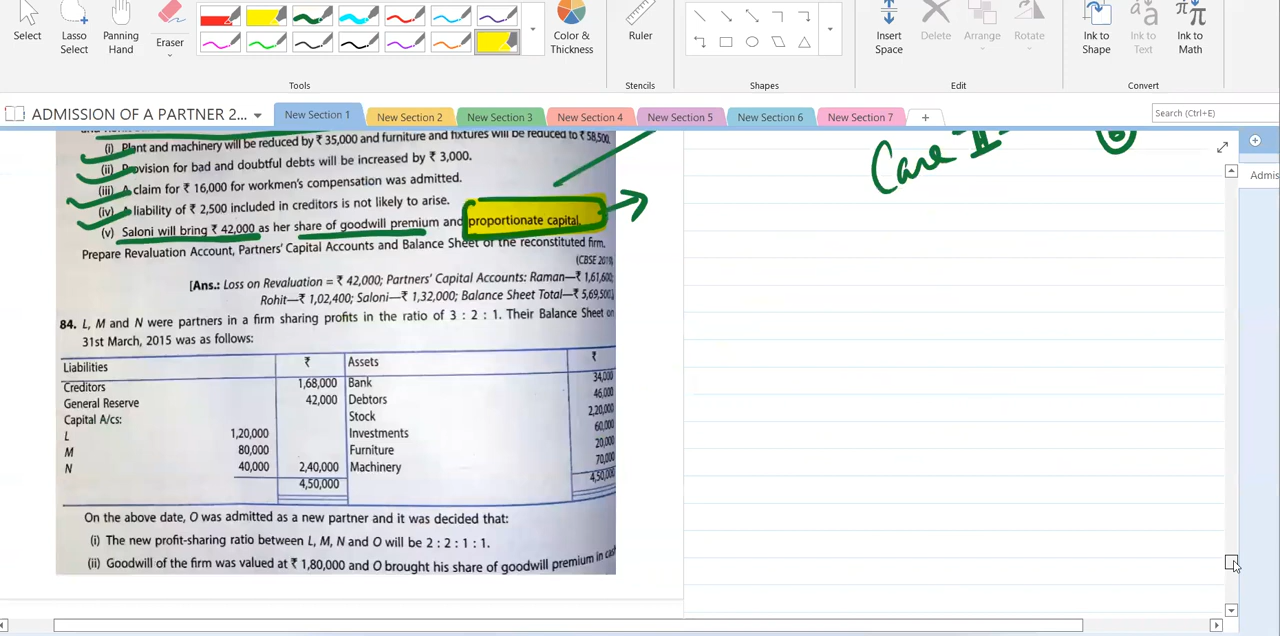 Select
Lasso
Select
Panning
Hand
Eraser
Color &
Thickness
Ruler
Insert
Space
Delete
Arrange
Rotate
Ink to
Shape
Ink to
Text
Ink to
Math
Tools
Stencils
Shapes
Edit
Convert
ADMISSION OF A PARTNER 2...
New Section 1
New Section 2
New Section 3
New Section 4
New Section 5
New Section 6
New Section 7
+
Search (Ctrl+E)
Admis
(i) Plant and machinery will be reduced by ₹ 35,000 and furniture and fixtures will be reduced to ₹ 58,500.
(ii) Provision for bad and doubtful debts will be increased by ₹ 3,000.
(iii) A claim for ₹ 16,000 for workmen's compensation was admitted.
(iv) A liability of ₹ 2,500 included in creditors is not likely to arise.
(v) Saloni will bring ₹ 42,000 as her share of goodwill premium and proportionate capital.
Prepare Revaluation Account, Partners' Capital Accounts and Balance Sheet of the reconstituted firm.
[Ans.: Loss on Revaluation = ₹ 42,000; Partners' Capital Accounts: Raman—₹ 1,61,600;
Rohit—₹ 1,02,400; Saloni—₹ 1,32,000; Balance Sheet Total—₹ 5,69,500.]
84. L, M and N were partners in a firm sharing profits in the ratio of 3 : 2 : 1. Their Balance Sheet on
31st March, 2015 was as follows:
Liabilities ₹ Assets ₹
Creditors 1,68,000 Bank 34,000
General Reserve 42,000 Debtors 46,000
Capital A/cs: Stock 2,20,000
L 1,20,000 Investments 60,000
M 80,000 Furniture 20,000
N 40,000 2,40,000 Machinery 70,000
4,50,000 4,50,000
On the above date, O was admitted as a new partner and it was decided that:
(i) The new profit-sharing ratio between L, M, N and O will be 2 : 2 : 1 : 1.
(ii) Goodwill of the firm was valued at ₹ 1,80,000 and O brought his share of goodwill premium in cash
Case II